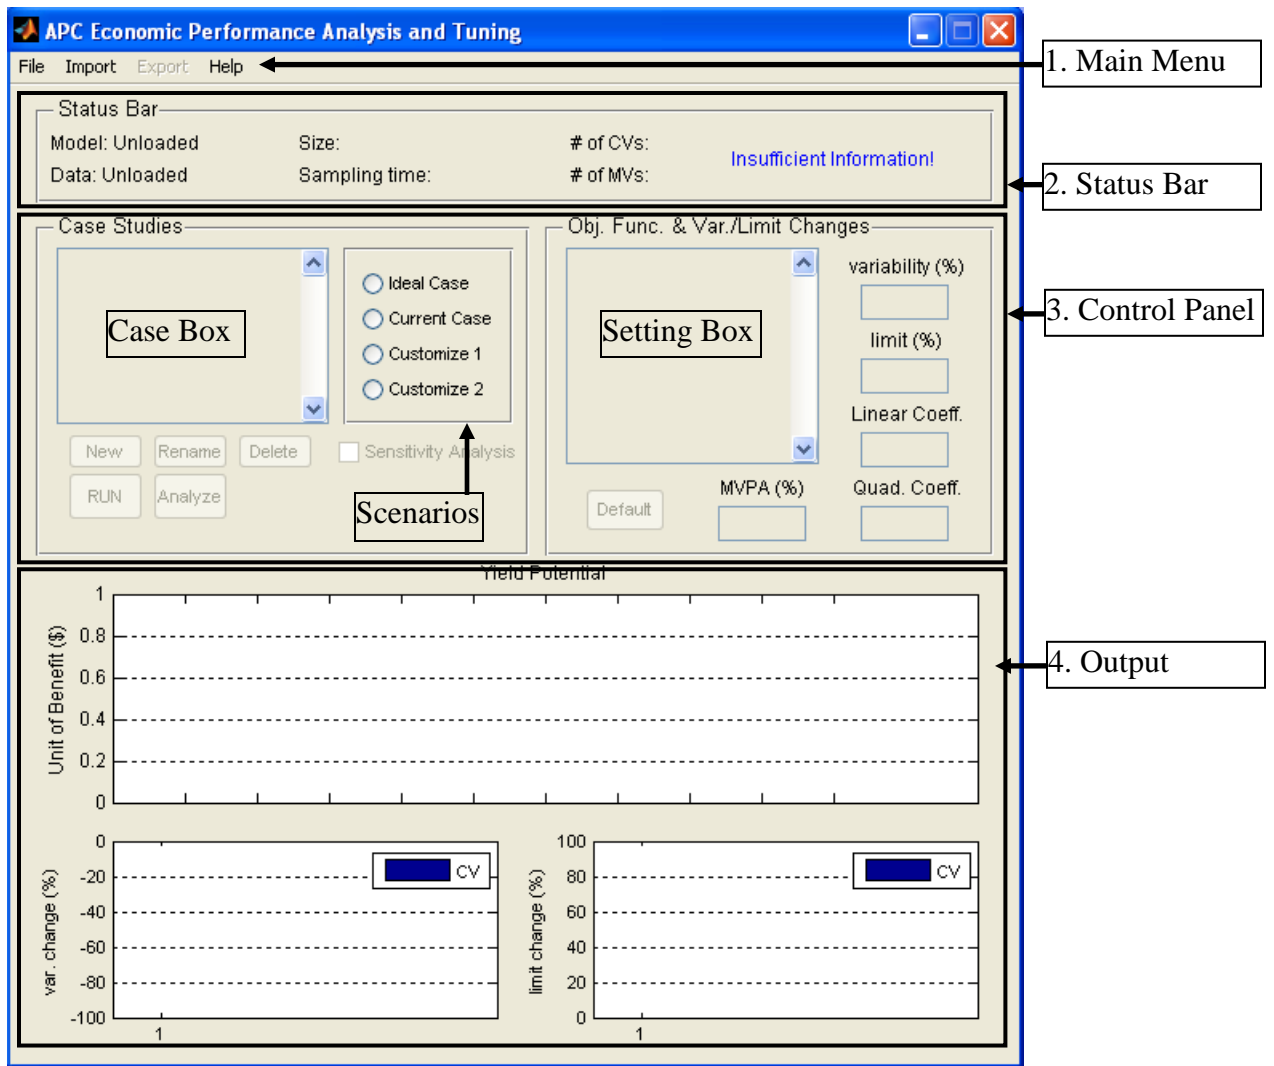 APC Economic Performance Analysis and Tuning
File Import Export Help
1. Main Menu
Status Bar
Model: Unloaded Size: # of CVs:
Insufficient Information!
Data: Unloaded Sampling time: # of MVs:
2. Status Bar
Case Studies
Obj. Func. & Var./Limit Changes
Ideal Case
Current Case
Customize 1
Customize 2
Case Box
Setting Box
variability (%)
limit (%)
Linear Coeff.
Quad. Coeff.
3. Control Panel
New Rename Delete Sensitivity Analysis
RUN Analyze
Scenarios
Default
MVPA (%)
Yield Potential
1
0.8
0.6
0.4
0.2
0
Unit of Benefit ($)
4. Output
0
-20
-40
-60
-80
-100
var. change (%)
CV
1
100
80
60
40
20
0
limit change (%)
CV
1